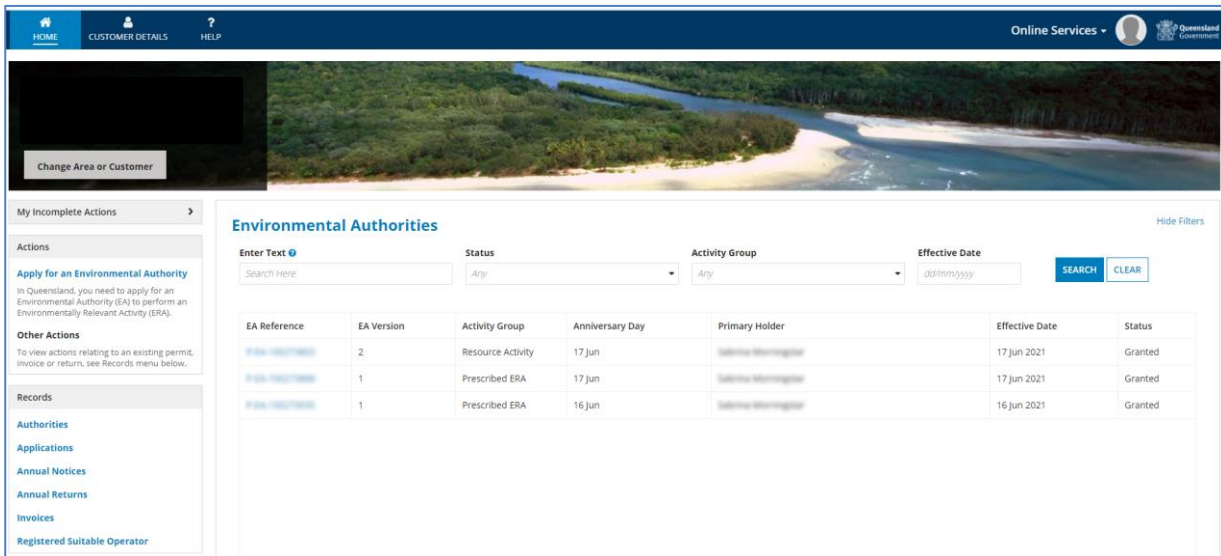 HOME
CUSTOMER DETAILS
?
HELP
Online Services
Queensland
Government
Change Area or Customer
My Incomplete Actions
Actions
Apply for an Environmental Authority
In Queensland, you need to apply for an
Environmental Authority (EA) to perform an
Environmentally Relevant Activity (ERA).
Other Actions
To view actions relating to an existing permit,
invoice or return, see Records menu below.
Records
Authorities
Applications
Annual Notices
Annual Returns
Invoices
Registered Suitable Operator
Environmental Authorities
Hide Filters
Enter Text ? Status Activity Group Effective Date
Search Here Any Any dd/mm/yyyy SEARCH CLEAR
EA Reference EA Version Activity Group Anniversary Day Primary Holder Effective Date Status
2 Resource Activity 17 Jun 17 Jun 2021 Granted
1 Prescribed ERA 17 Jun 17 Jun 2021 Granted
1 Prescribed ERA 16 Jun 16 Jun 2021 Granted